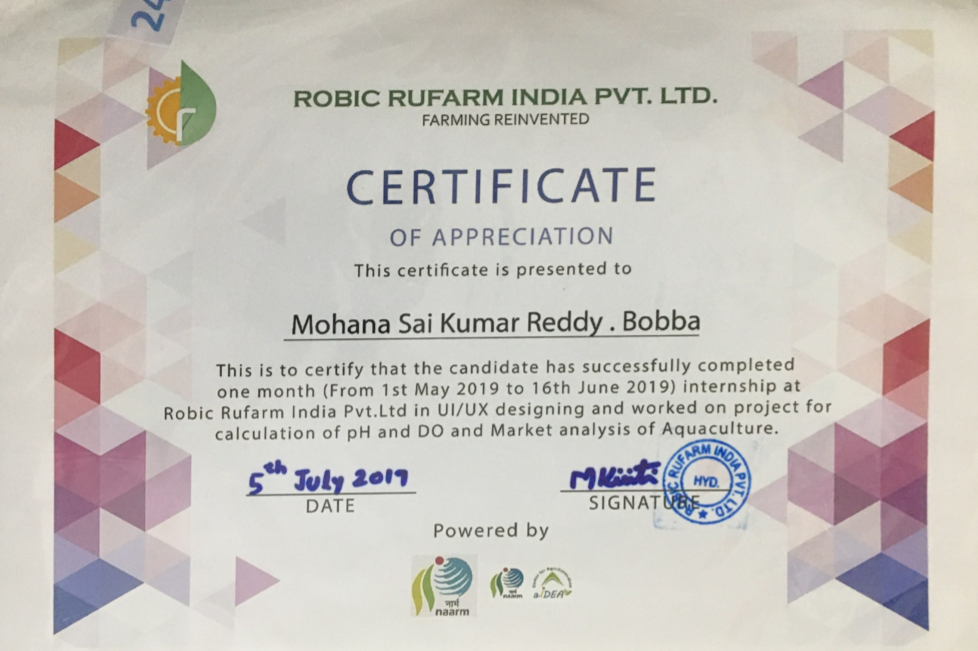 24
ROBIC RUFARM INDIA PVT. LTD.
FARMING REINVENTED
CERTIFICATE
OF APPRECIATION
This certificate is presented to
Mohana Sai Kumar Reddy . Bobba
This is to certify that the candidate has successfully completed
one month (From 1st May 2019 to 16th June 2019) internship at
Robic Rufarm India Pvt.Ltd in UI/UX designing and worked on project for
calculation of pH and DO and Market analysis of Aquaculture.
5th July 2019
DATE
SIGNATURE
ROBIC RUFARM INDIA PVT. LTD.
HYD.
Powered by
नार्म
naarm
naarm
a-IDEA